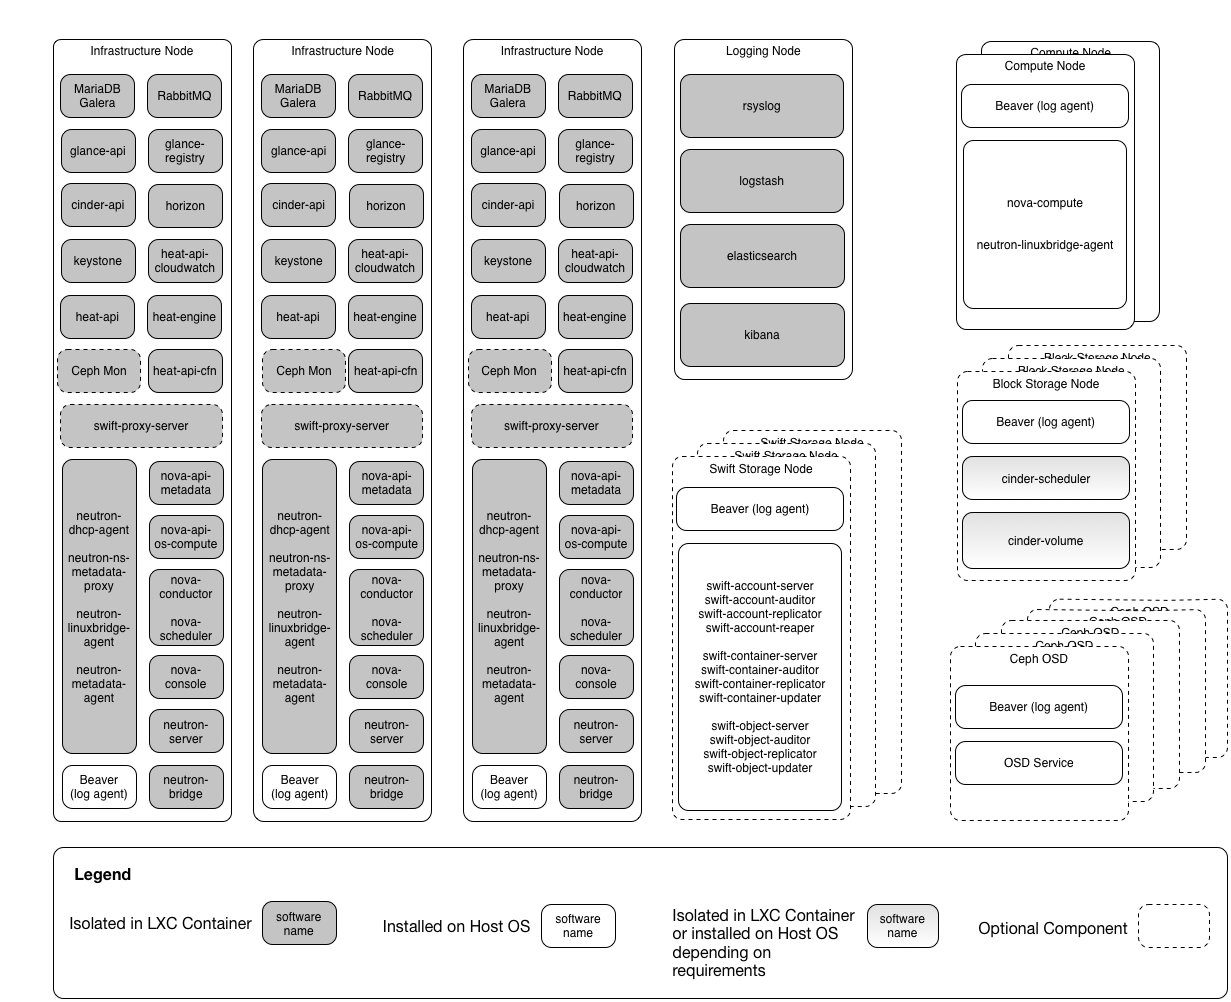 Infrastructure Node
MariaDB
Galera
RabbitMQ
glance-api
glance-
registry
cinder-api
horizon
keystone
heat-api-
cloudwatch
heat-api
heat-engine
Ceph Mon
heat-api-cfn
swift-proxy-server
neutron-
dhcp-agent
neutron-ns-
metadata-
proxy
neutron-
linuxbridge-
agent
neutron-
metadata-
agent
nova-api-
metadata
nova-api-
os-compute
nova-
conductor
nova-
scheduler
nova-
console
neutron-
server
Beaver
(log agent)
neutron-
bridge
Infrastructure Node
MariaDB
Galera
RabbitMQ
glance-api
glance-
registry
cinder-api
horizon
keystone
heat-api-
cloudwatch
heat-api
heat-engine
Ceph Mon
heat-api-cfn
swift-proxy-server
neutron-
dhcp-agent
neutron-ns-
metadata-
proxy
neutron-
linuxbridge-
agent
neutron-
metadata-
agent
nova-api-
metadata
nova-api-
os-compute
nova-
conductor
nova-
scheduler
nova-
console
neutron-
server
Beaver
(log agent)
neutron-
bridge
Infrastructure Node
MariaDB
Galera
RabbitMQ
glance-api
glance-
registry
cinder-api
horizon
keystone
heat-api-
cloudwatch
heat-api
heat-engine
Ceph Mon
heat-api-cfn
swift-proxy-server
neutron-
dhcp-agent
neutron-ns-
metadata-
proxy
neutron-
linuxbridge-
agent
neutron-
metadata-
agent
nova-api-
metadata
nova-api-
os-compute
nova-
conductor
nova-
scheduler
nova-
console
neutron-
server
Beaver
(log agent)
neutron-
bridge
Logging Node
rsyslog
logstash
elasticsearch
kibana
Swift Storage Node
Swift Storage Node
Swift Storage Node
Beaver (log agent)
swift-account-server
swift-account-auditor
swift-account-replicator
swift-account-reaper
swift-container-server
swift-container-auditor
swift-container-replicator
swift-container-updater
swift-object-server
swift-object-auditor
swift-object-replicator
swift-object-updater
Compute Node
Compute Node
Beaver (log agent)
nova-compute
neutron-linuxbridge-agent
Block Storage Node
Block Storage Node
Block Storage Node
Beaver (log agent)
cinder-scheduler
cinder-volume
Ceph OSD
Ceph OSD
Ceph OSD
Ceph OSD
Ceph OSD
Beaver (log agent)
OSD Service
Legend
Isolated in LXC Container
software
name
Installed on Host OS
software
name
Isolated in LXC Container
or installed on Host OS
depending on
requirements
software
name
Optional Component